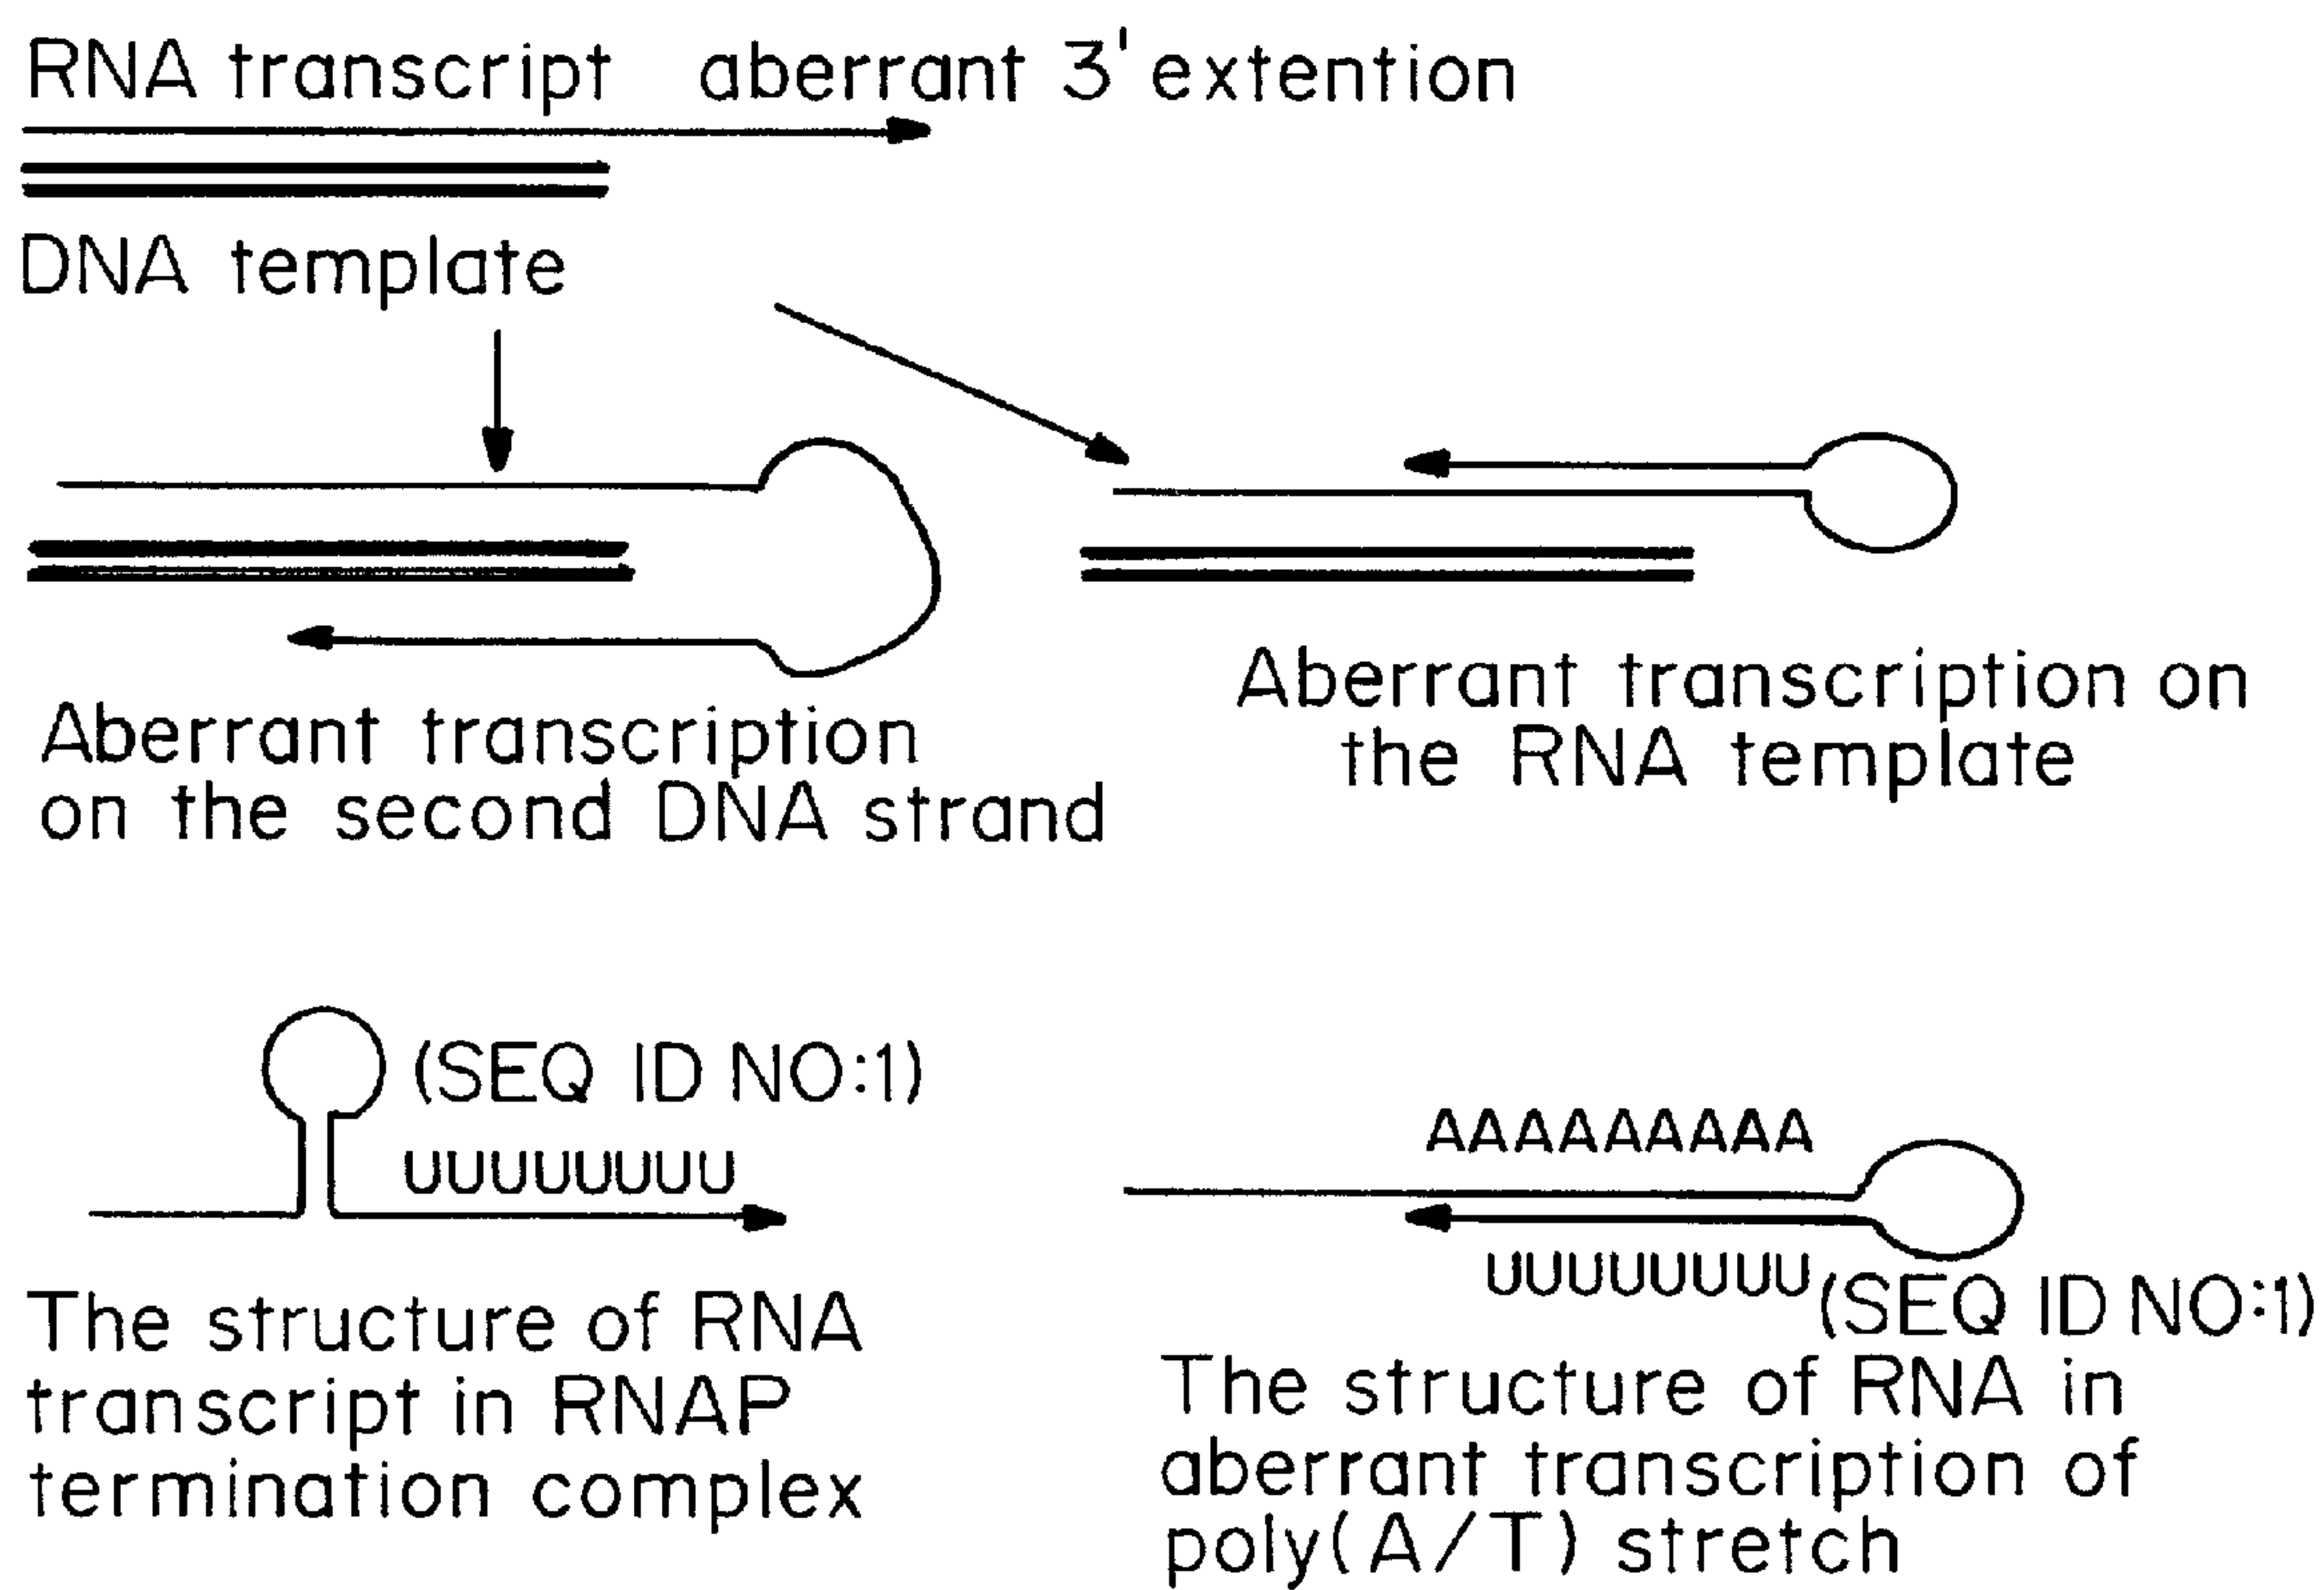 RNA transcript aberrant 3' extention
DNA template
Aberrant transcription
on the second DNA strand
Aberrant transcription on
the RNA template
(SEQ ID NO:1)
UUUUUUUU
The structure of RNA
transcript in RNAP
termination complex
AAAAAAAAA
UUUUUUUU (SEQ ID NO:1)
The structure of RNA in
aberrant transcription of
poly(A/T) stretch